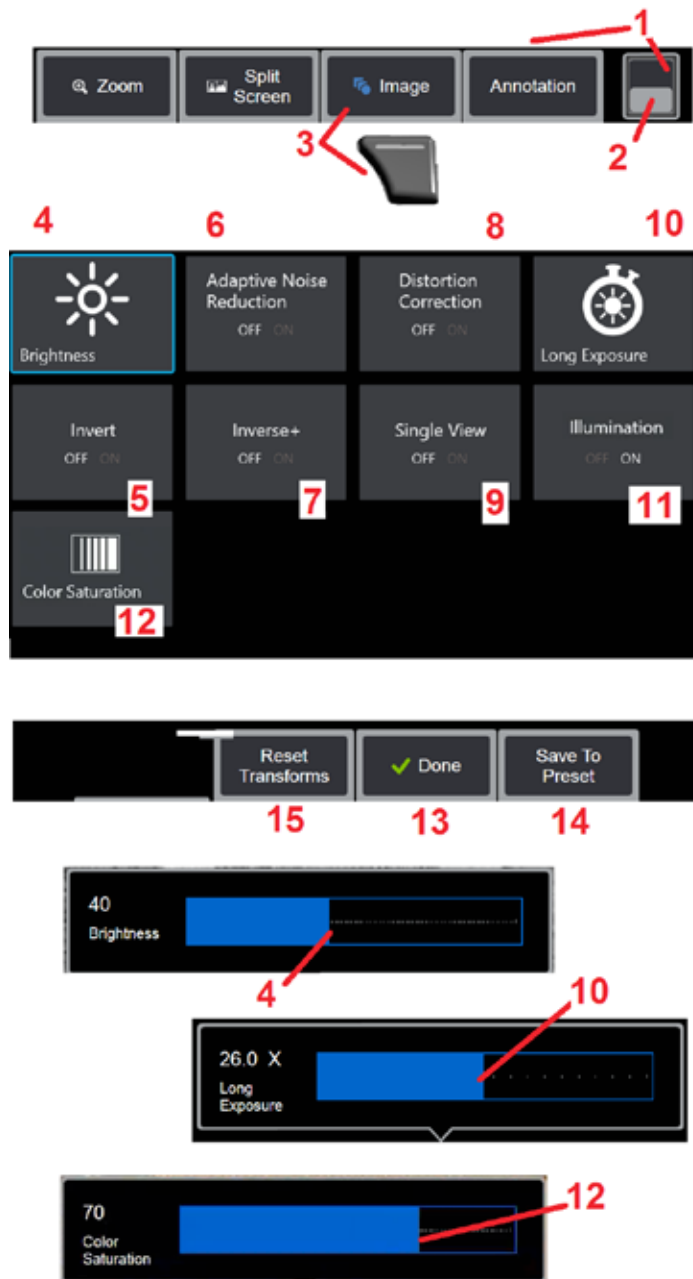 1
Zoom
Split
Screen
Image
Annotation
3
2
4
6
8
10
Brightness
Adaptive Noise
Reduction
OFF ON
Distortion
Correction
OFF ON
Long Exposure
Invert
OFF ON
5
Inverse+
OFF ON
7
Single View
OFF ON
9
Illumination
OFF ON
11
Color Saturation
12
Reset
Transforms
Done
Save To
Preset
15
13
14
40
Brightness
4
10
26.0 X
Long
Exposure
12
70
Color
Saturation